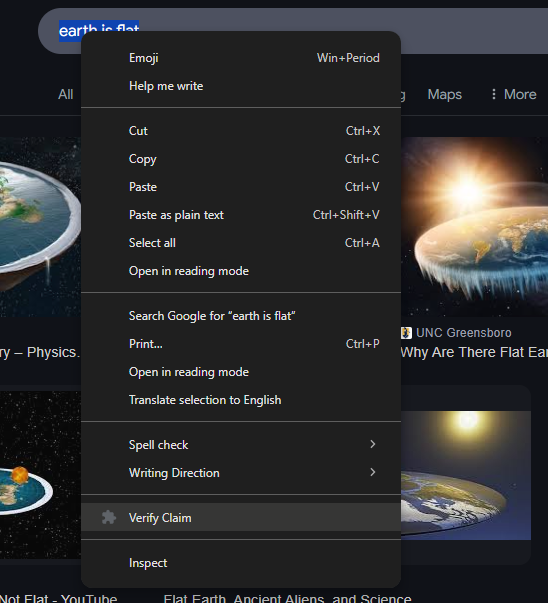 earth is flat
All
Maps
More
Emoji Win+Period
Help me write
Cut Ctrl+X
Copy Ctrl+C
Paste Ctrl+V
Paste as plain text Ctrl+Shift+V
Select all Ctrl+A
Open in reading mode
Search Google for “earth is flat”
Print... Ctrl+P
Open in reading mode
Translate selection to English
Spell check
Writing Direction
Verify Claim
Inspect
UNC Greensboro
ry – Physics.
Why Are There Flat Ear
Not Flat - YouTube
Flat Earth, Ancient Aliens, and Science